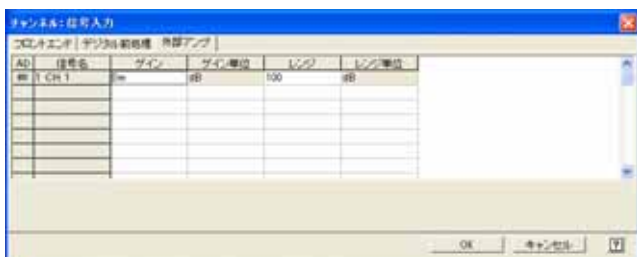 チャンネル：信号入力
フロントエンド デジタル前処理 外部アンプ
AD 信号名 ゲイン ゲイン単位 レンジ レンジ単位
1 CH 1 dB 100 dB
OK キャンセル ?